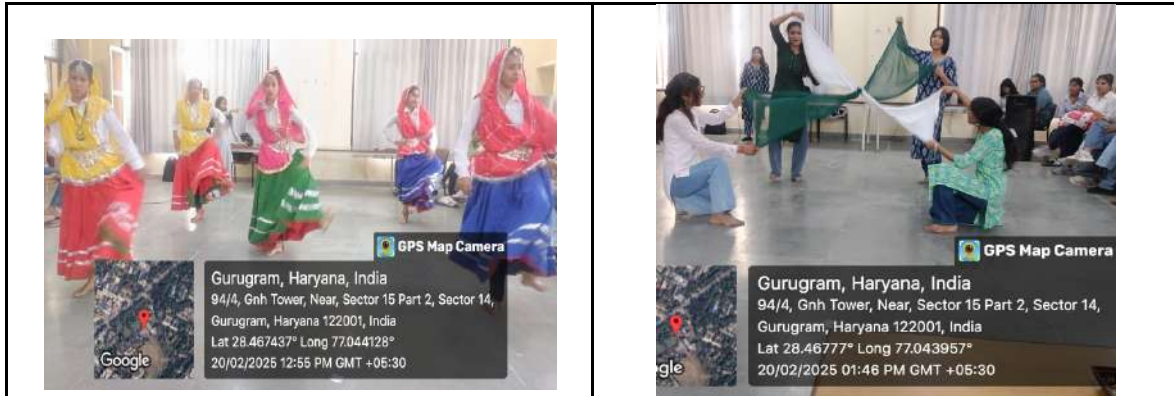 GPS Map Camera
Gurugram, Haryana, India
94/4, Gnh Tower, Near, Sector 15 Part 2, Sector 14,
Gurugram, Haryana 122001, India
Lat 28.467437° Long 77.044128°
20/02/2025 12:55 PM GMT +05:30
Google
GPS Map Camera
Gurugram, Haryana, India
94/4, Gnh Tower, Near, Sector 15 Part 2, Sector 14,
Gurugram, Haryana 122001, India
Lat 28.46777° Long 77.043957°
20/02/2025 01:46 PM GMT +05:30
gle